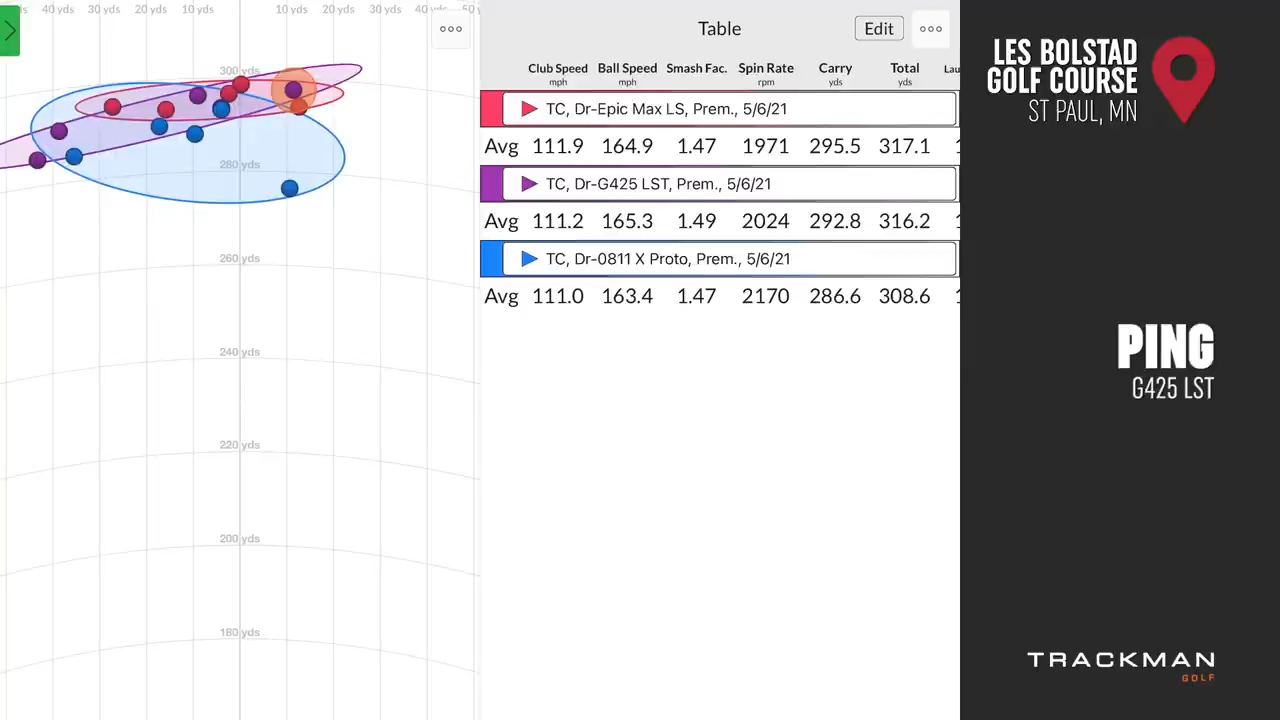 40 yds 30 yds 20 yds 10 yds 10 yds 20 yds 30 yds 40
300 yds
280 yds
260 yds
240 yds
220 yds
200 yds
180 yds
Table Edit
Club Speed Ball Speed Smash Fac. Spin Rate Carry Total
mph mph rpm yds yds
TC, Dr-Epic Max LS, Prem., 5/6/21
Avg 111.9 164.9 1.47 1971 295.5 317.1
TC, Dr-G425 LST, Prem., 5/6/21
Avg 111.2 165.3 1.49 2024 292.8 316.2
TC, Dr-0811 X Proto, Prem., 5/6/21
Avg 111.0 163.4 1.47 2170 286.6 308.6
LES BOLSTAD
GOLF COURSE
ST PAUL, MN
PING
G425 LST
TRACKMAN
GOLF